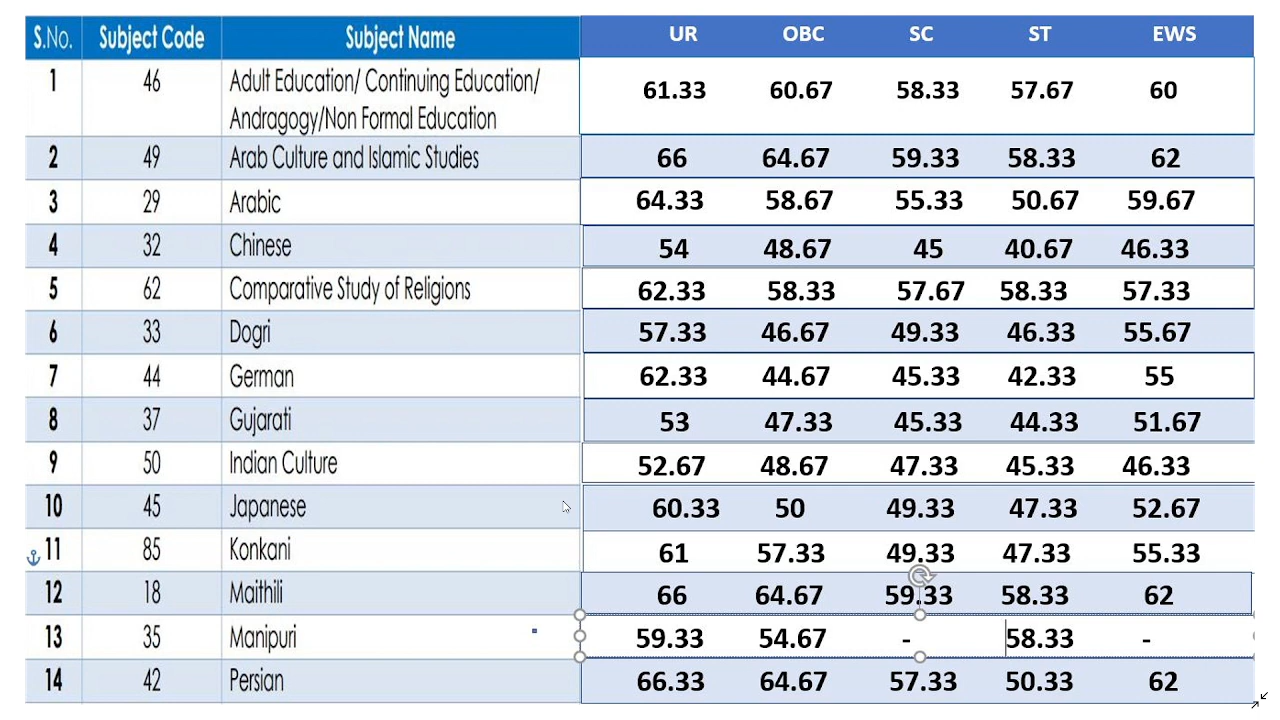 S.No. Subject Code Subject Name UR OBC SC ST EWS
1 46 Adult Education/ Continuing Education/
Andragogy/Non Formal Education 61.33 60.67 58.33 57.67 60
2 49 Arab Culture and Islamic Studies 66 64.67 59.33 58.33 62
3 29 Arabic 64.33 58.67 55.33 50.67 59.67
4 32 Chinese 54 48.67 45 40.67 46.33
5 62 Comparative Study of Religions 62.33 58.33 57.67 58.33 57.33
6 33 Dogri 57.33 46.67 49.33 46.33 55.67
7 44 German 62.33 44.67 45.33 42.33 55
8 37 Gujarati 53 47.33 45.33 44.33 51.67
9 50 Indian Culture 52.67 48.67 47.33 45.33 46.33
10 45 Japanese 60.33 50 49.33 47.33 52.67
11 85 Konkani 61 57.33 49.33 47.33 55.33
12 18 Maithili 66 64.67 59.33 58.33 62
13 35 Manipuri 59.33 54.67 - 58.33 -
14 42 Persian 66.33 64.67 57.33 50.33 62